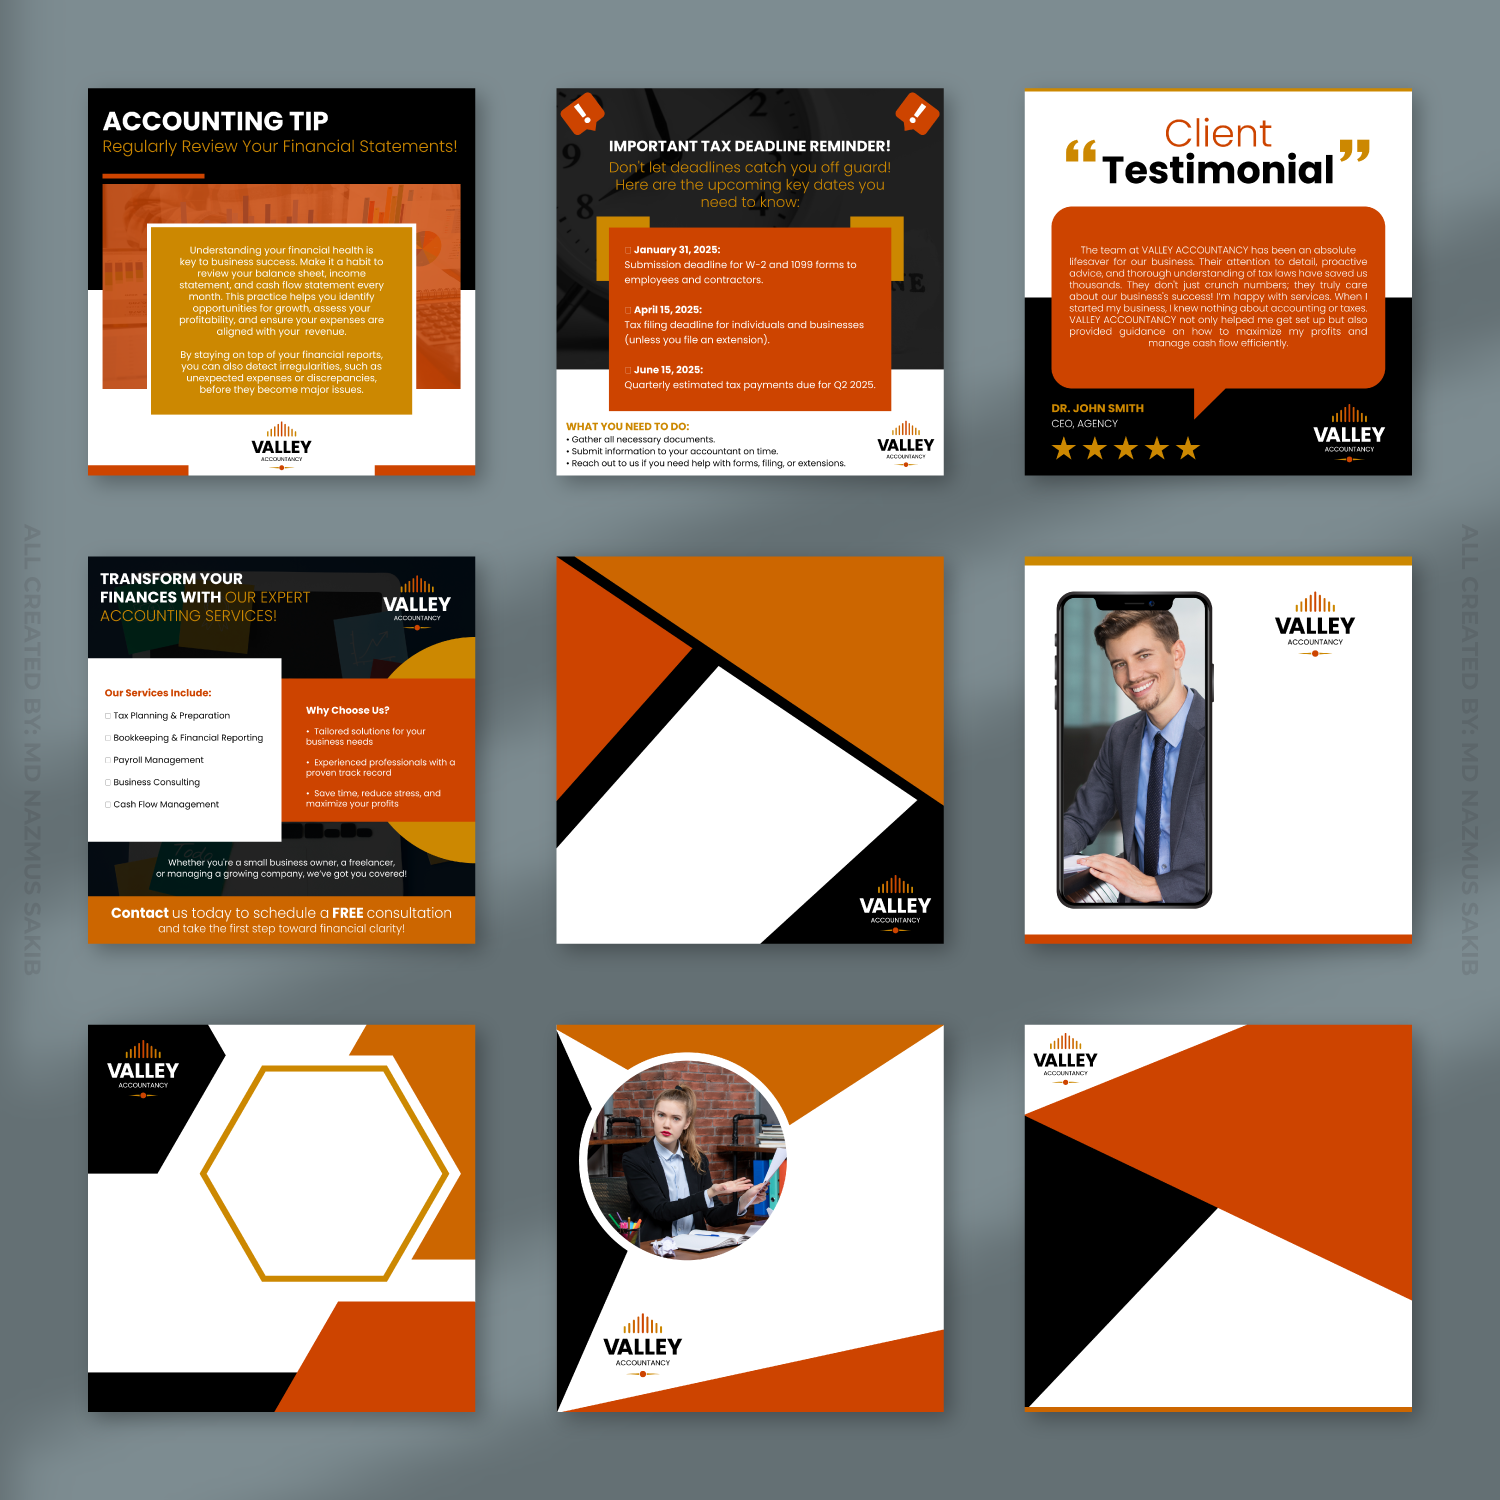 ACCOUNTING TIP
Regularly Review Your Financial Statements!
Understanding your financial health is
key to business success. Make it a habit to
review your balance sheet, income
statement, and cash flow statement every
month. This practice helps you identify
opportunities for growth, assess your
profitability, and ensure your expenses are
aligned with your revenue.
By staying on top of your financial reports,
you can also detect irregularities, such as
unexpected expenses or discrepancies,
before they become major issues.
VALLEY
ACCOUNTANCY
!
!
2
9
8
4
NE
IMPORTANT TAX DEADLINE REMINDER!
Don't let deadlines catch you off guard!
Here are the upcoming key dates you
need to know:
January 31, 2025:
Submission deadline for W-2 and 1099 forms to
employees and contractors.
April 15, 2025:
Tax filing deadline for individuals and businesses
(unless you file an extension).
June 15, 2025:
Quarterly estimated tax payments due for Q2 2025.
WHAT YOU NEED TO DO:
• Gather all necessary documents.
• Submit information to your accountant on time.
• Reach out to us if you need help with forms, filing, or extensions.
VALLEY
ACCOUNTANCY
“ Client ”
Testimonial
The team at VALLEY ACCOUNTANCY has been an absolute
lifesaver for our business. Their attention to detail, proactive
advice, and thorough understanding of tax laws have saved us
thousands. They don't just crunch numbers; they truly care
about our business's success! I'm happy with services. When I
started my business, I knew nothing about accounting or taxes.
VALLEY ACCOUNTANCY not only helped me get set up but also
provided guidance on how to maximize my profits and
manage cash flow efficiently.
DR. JOHN SMITH
CEO, AGENCY
VALLEY
ACCOUNTANCY
TRANSFORM YOUR
FINANCES WITH OUR EXPERT
ACCOUNTING SERVICES!
VALLEY
ACCOUNTANCY
Our Services Include:
Tax Planning & Preparation
Bookkeeping & Financial Reporting
Payroll Management
Business Consulting
Cash Flow Management
Why Choose Us?
• Tailored solutions for your
business needs
• Experienced professionals with a
proven track record
• Save time, reduce stress, and
maximize your profits
Whether you're a small business owner, a freelancer,
or managing a growing company, we've got you covered!
Contact us today to schedule a FREE consultation
and take the first step toward financial clarity!
VALLEY
ACCOUNTANCY
VALLEY
ACCOUNTANCY
VALLEY
ACCOUNTANCY
VALLEY
ACCOUNTANCY
VALLEY
ACCOUNTANCY
ALL CREATED BY: MD NAZMUS SAKIB
ALL CREATED BY: MD NAZMUS SAKIB